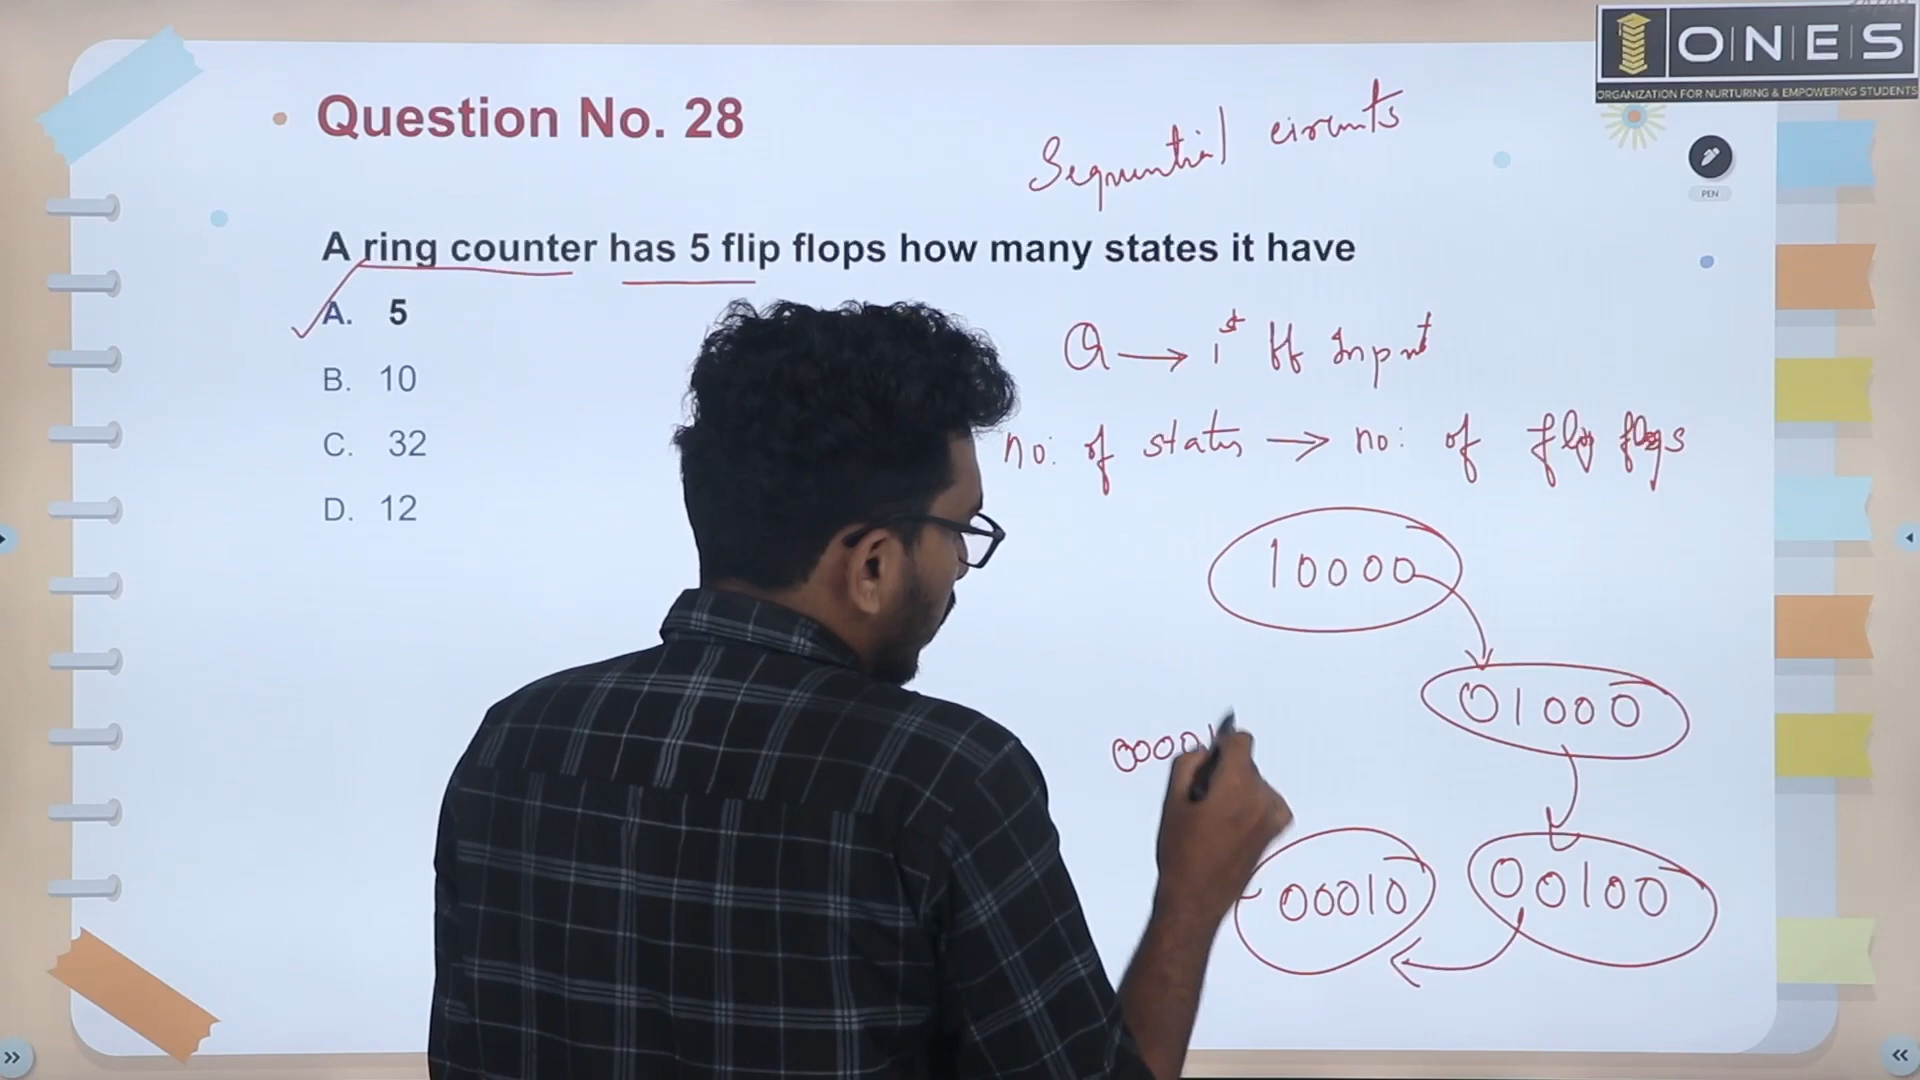 ONES
ORGANIZATION FOR NURTURING & EMPOWERING STUDENTS
Question No. 28
Sequential circuits
PEN
A ring counter has 5 flip flops how many states it have
A. 5
B. 10
C. 32
D. 12
Q → 1st ff Input
no: of states → no: of flip flops
10000
01000
00001
00100
00010